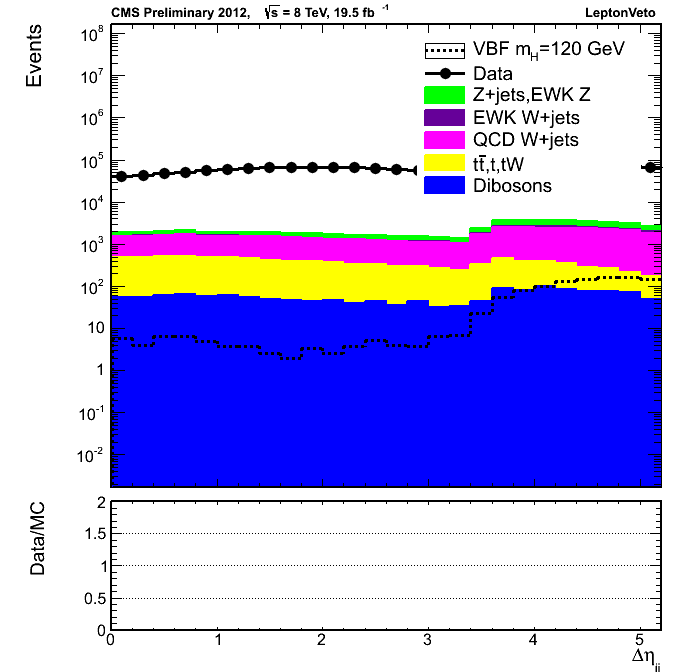 CMS Preliminary 2012, √s = 8 TeV, 19.5 fb⁻¹ LeptonVeto
Events
10⁸
10⁷
10⁶
10⁵
10⁴
10³
10²
10
1
10⁻¹
10⁻²
VBF m_H=120 GeV
Data
Z+jets,EWK Z
EWK W+jets
QCD W+jets
tt̄,t,tW
Dibosons
Data/MC
2
1.5
1
0.5
0
0 1 2 3 4 5
Δη_jj